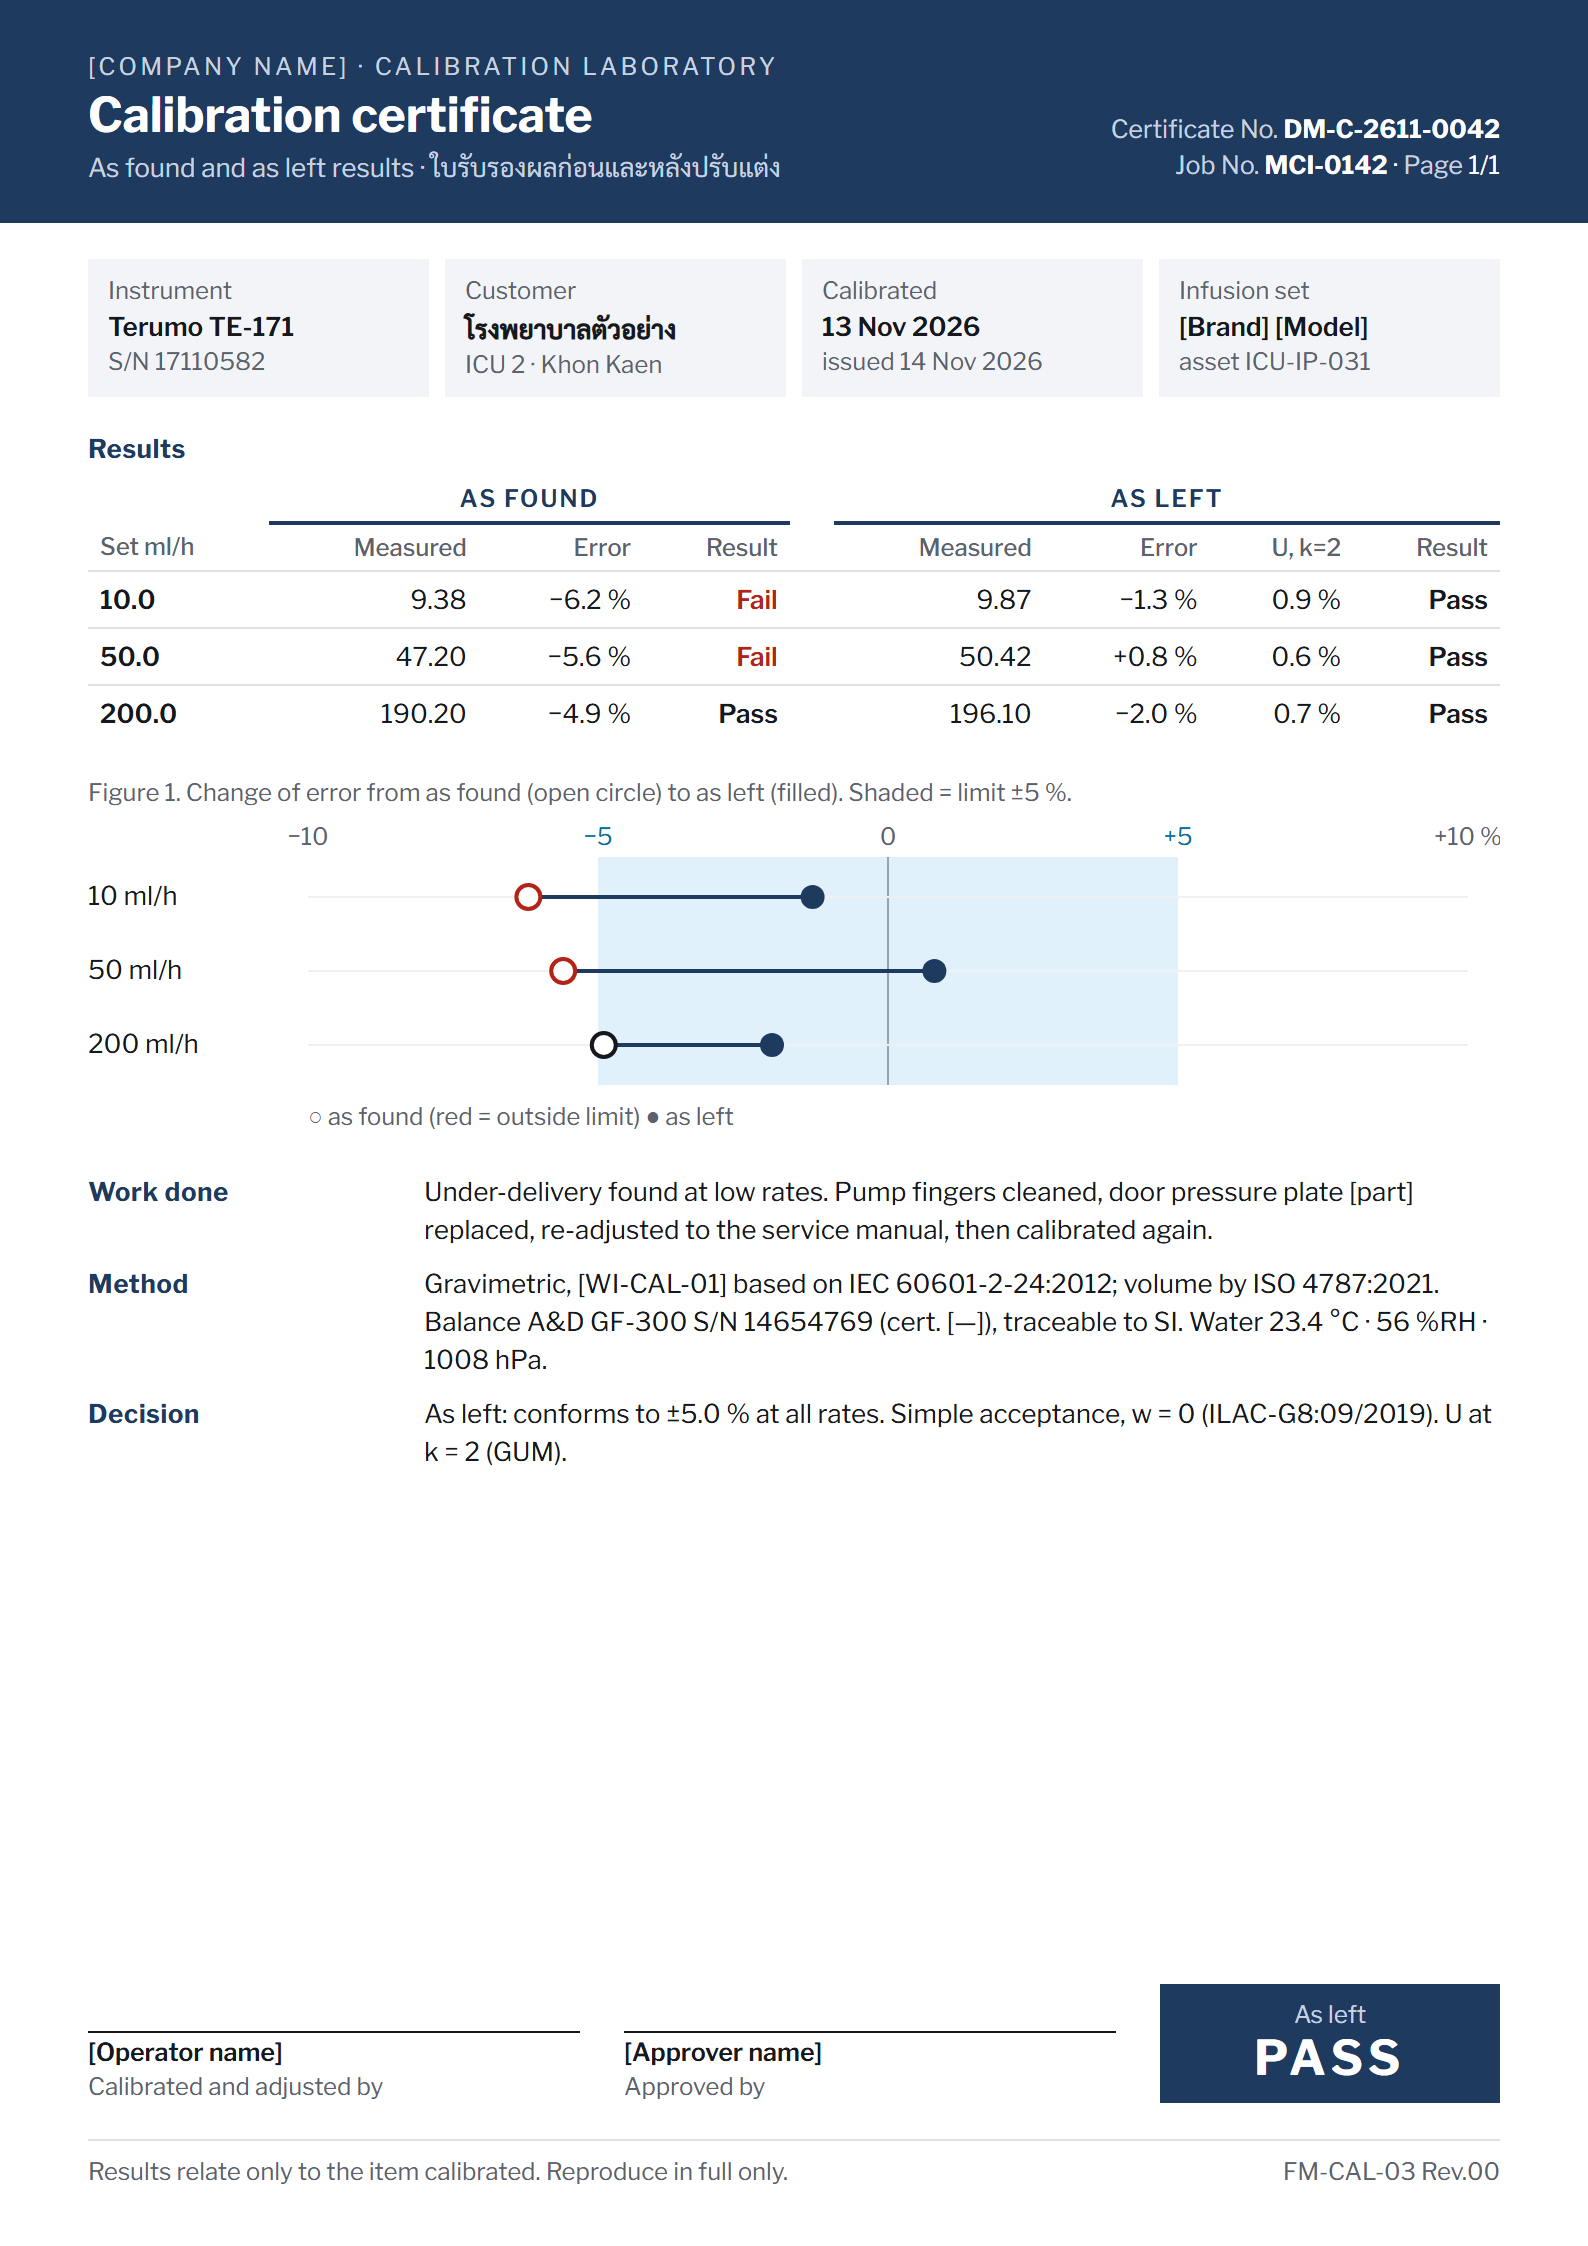 [COMPANY NAME] · CALIBRATION LABORATORY
Calibration certificate
As found and as left results · ใบรับรองผลก่อนและหลังปรับแต่ง
Certificate No. DM-C-2611-0042
Job No. MCI-0142 · Page 1/1
Instrument
Terumo TE-171
S/N 17110582
Customer
โรงพยาบาลตัวอย่าง
ICU 2 · Khon Kaen
Calibrated
13 Nov 2026
issued 14 Nov 2026
Infusion set
[Brand] [Model]
asset ICU-IP-031
Results
AS FOUND AS LEFT
Set ml/h Measured Error Result Measured Error U, k=2 Result
10.0 9.38 −6.2 % Fail 9.87 −1.3 % 0.9 % Pass
50.0 47.20 −5.6 % Fail 50.42 +0.8 % 0.6 % Pass
200.0 190.20 −4.9 % Pass 196.10 −2.0 % 0.7 % Pass
Figure 1. Change of error from as found (open circle) to as left (filled). Shaded = limit ±5 %.
−10 −5 0 +5 +10 %
10 ml/h
50 ml/h
200 ml/h
○ as found (red = outside limit) ● as left
Work done
Under-delivery found at low rates. Pump fingers cleaned, door pressure plate [part]
replaced, re-adjusted to the service manual, then calibrated again.
Method
Gravimetric, [WI-CAL-01] based on IEC 60601-2-24:2012; volume by ISO 4787:2021.
Balance A&D GF-300 S/N 14654769 (cert. [—]), traceable to SI. Water 23.4 °C · 56 %RH ·
1008 hPa.
Decision
As left: conforms to ±5.0 % at all rates. Simple acceptance, w = 0 (ILAC-G8:09/2019). U at
k = 2 (GUM).
[Operator name]
Calibrated and adjusted by
[Approver name]
Approved by
As left
PASS
Results relate only to the item calibrated. Reproduce in full only.
FM-CAL-03 Rev.00